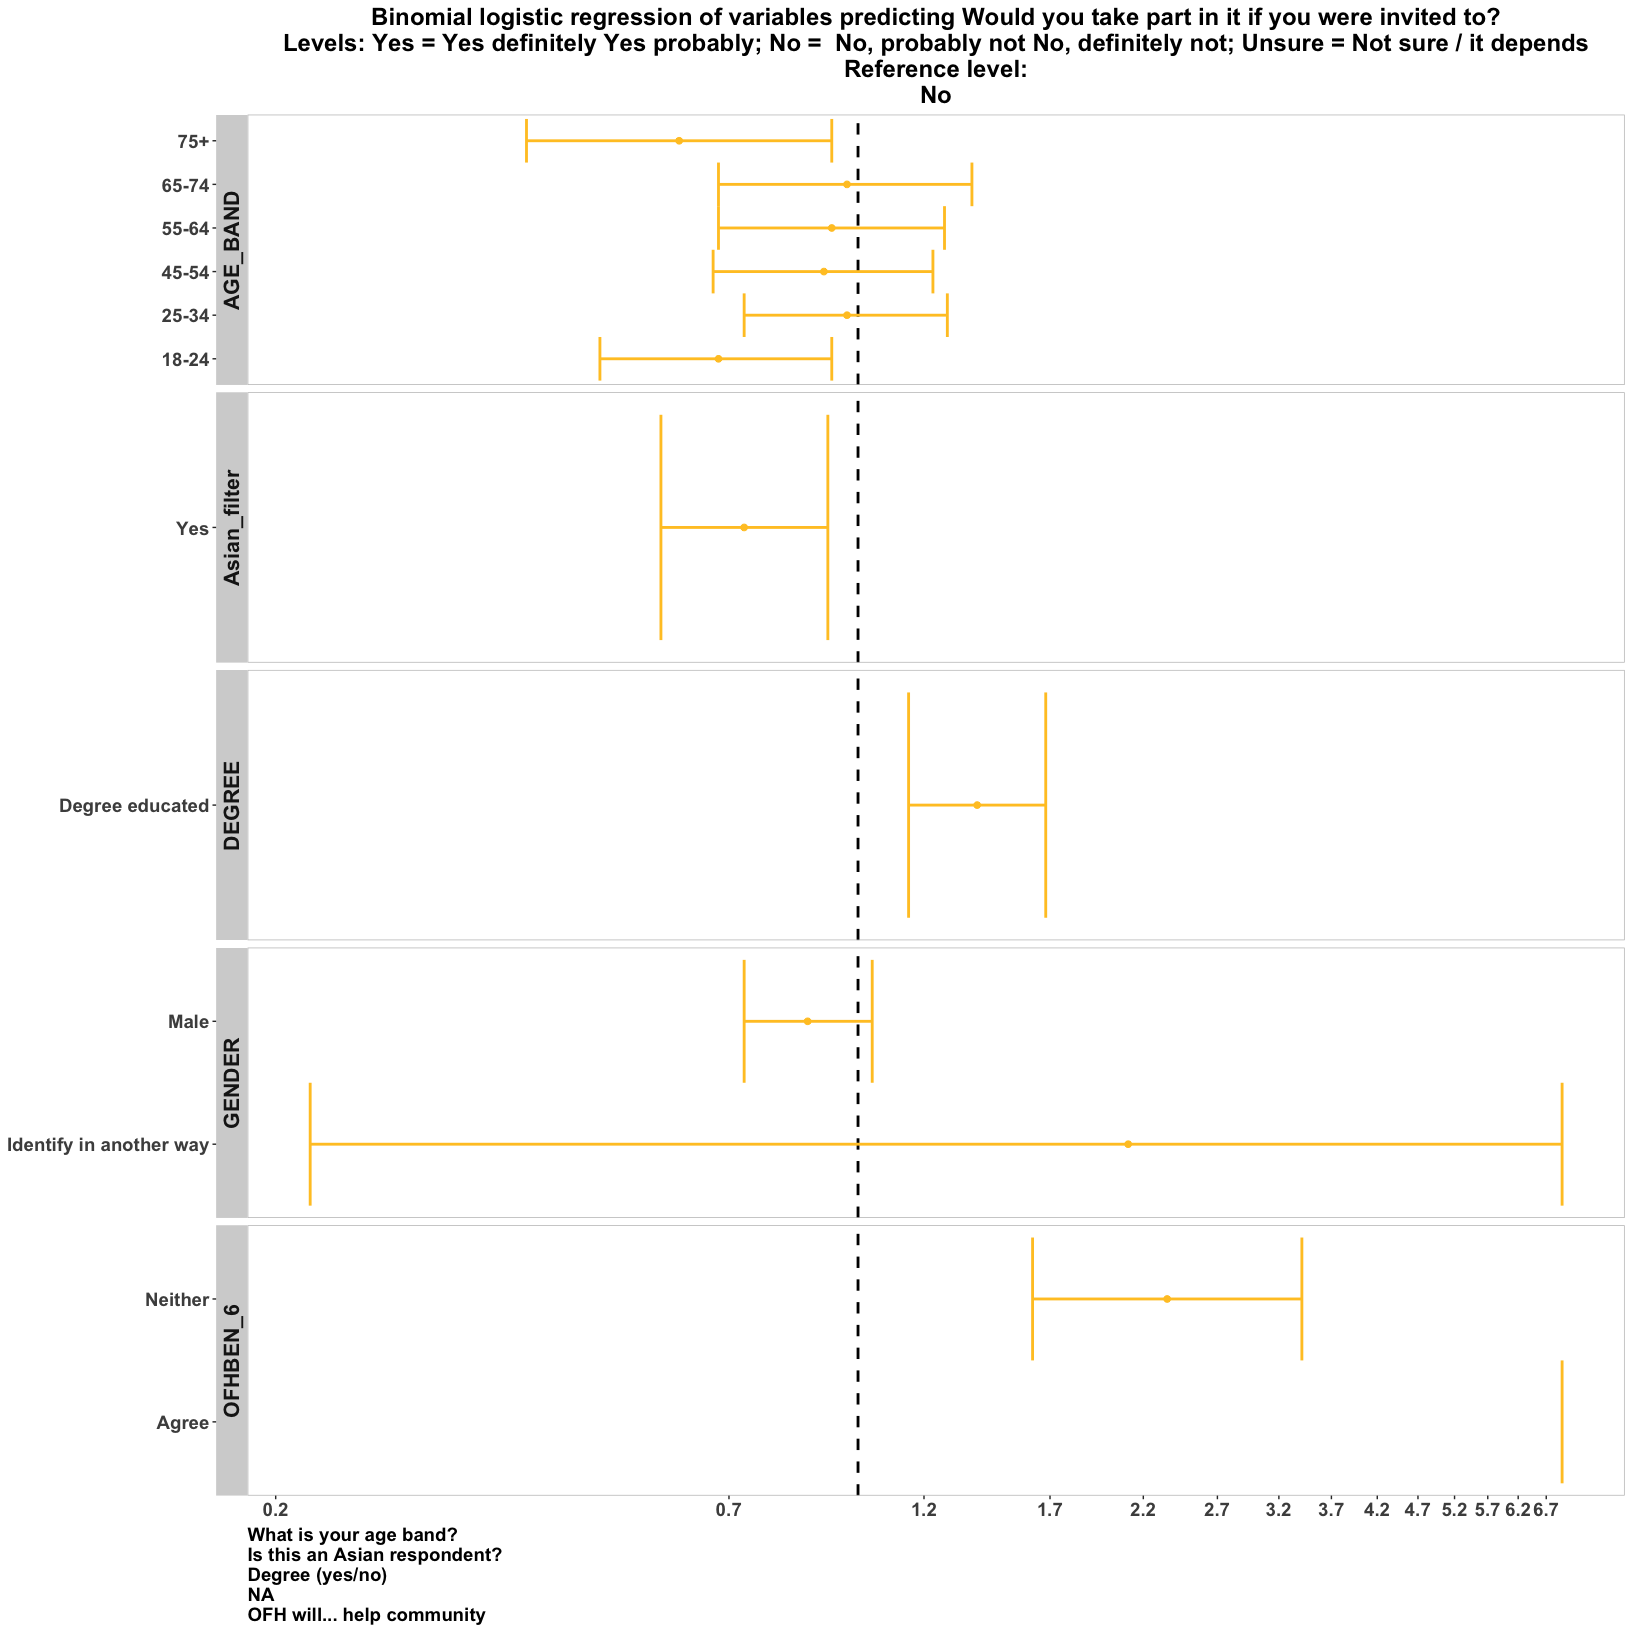 Binomial logistic regression of variables predicting Would you take part in it if you were invited to?
Levels: Yes = Yes definitely Yes probably; No =  No, probably not No, definitely not; Unsure = Not sure / it depends
Reference level:
No
AGE_BAND
75+
65-74
55-64
45-54
25-34
18-24
Asian_filter
Yes
DEGREE
Degree educated
GENDER
Male
Identify in another way
OFHBEN_6
Neither
Agree
0.2 0.7 1.2 1.7 2.2 2.7 3.2 3.7 4.2 4.7 5.2 5.7 6.2 6.7
What is your age band?
Is this an Asian respondent?
Degree (yes/no)
NA
OFH will... help community